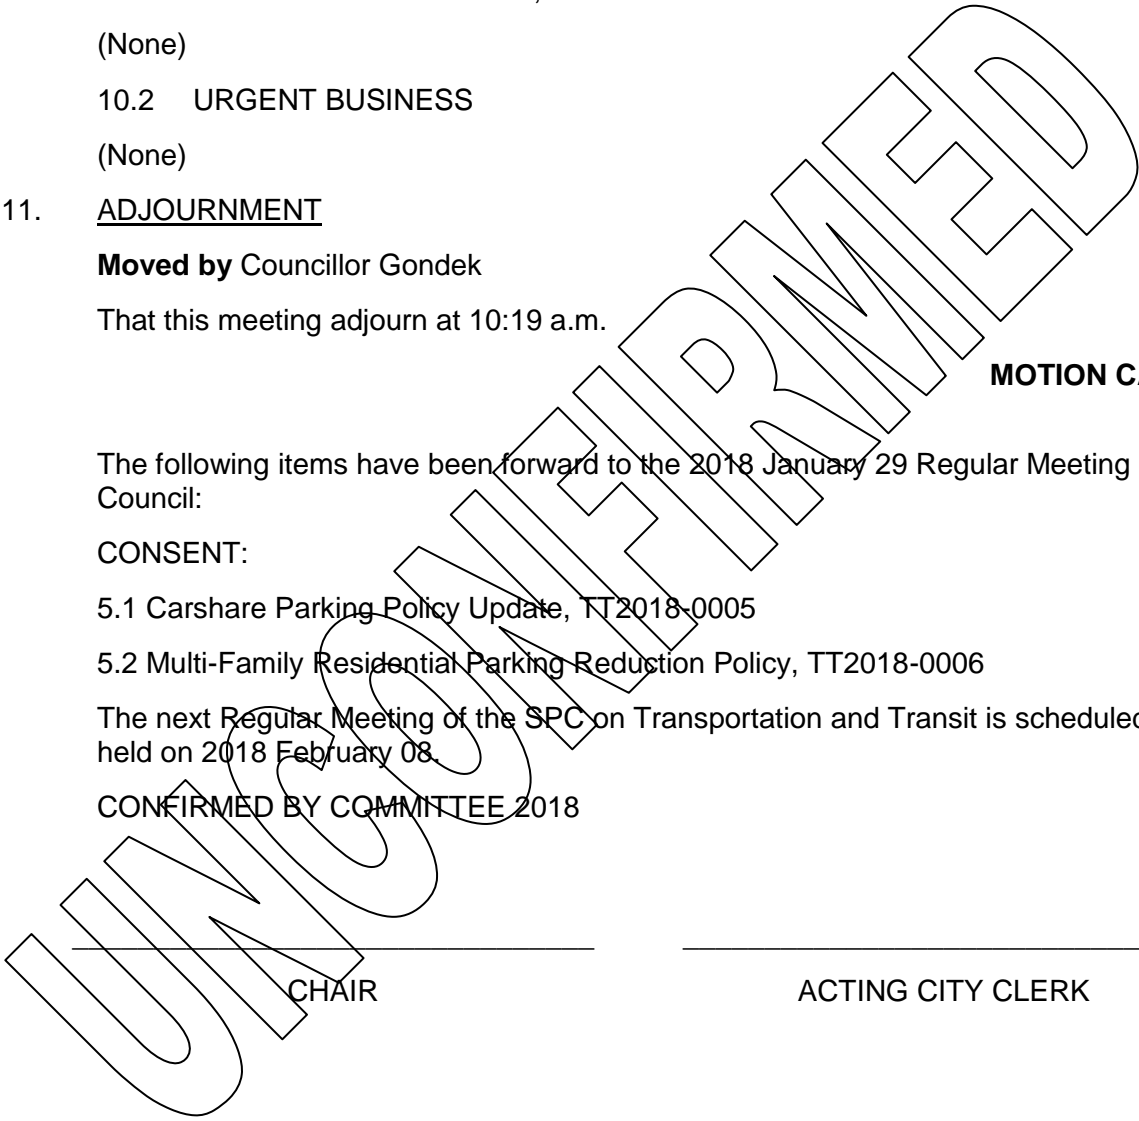 (None)
10.2 URGENT BUSINESS
(None)
11. ADJOURNMENT
Moved by Councillor Gondek
That this meeting adjourn at 10:19 a.m.
MOTION
The following items have been forward to the 2018 January 29 Regular Meeting
Council:
CONSENT:
5.1 Carshare Parking Policy Update, TT2018-0005
5.2 Multi-Family Residential Parking Reduction Policy, TT2018-0006
The next Regular Meeting of the SPC on Transportation and Transit is scheduled
held on 2018 February 08.
CONFIRMED BY COMMITTEE 2018
CHAIR ACTING CITY CLERK
UNCONFIRMED